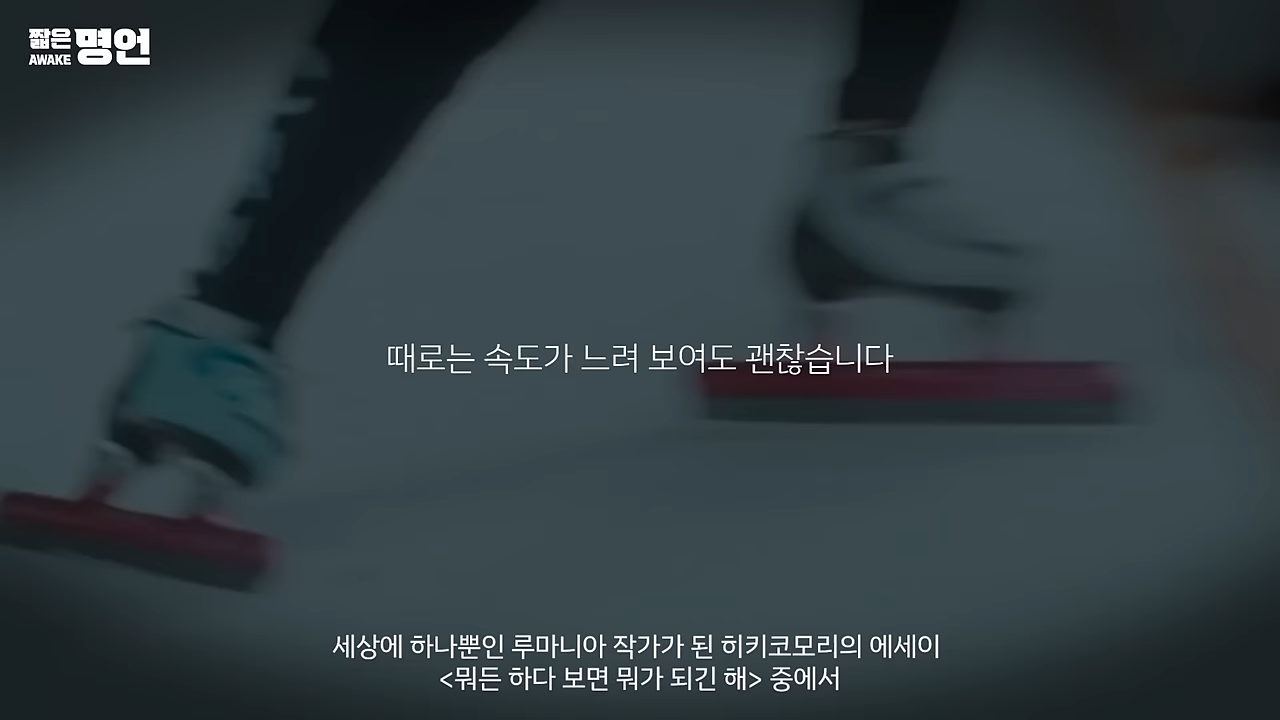 짧은 명언
AWAKE
때로는 속도가 느려 보여도 괜찮습니다
세상에 하나뿐인 루마니아 작가가 된 히키코모리의 에세이
<뭐든 하다 보면 뭐가 되긴 해> 중에서